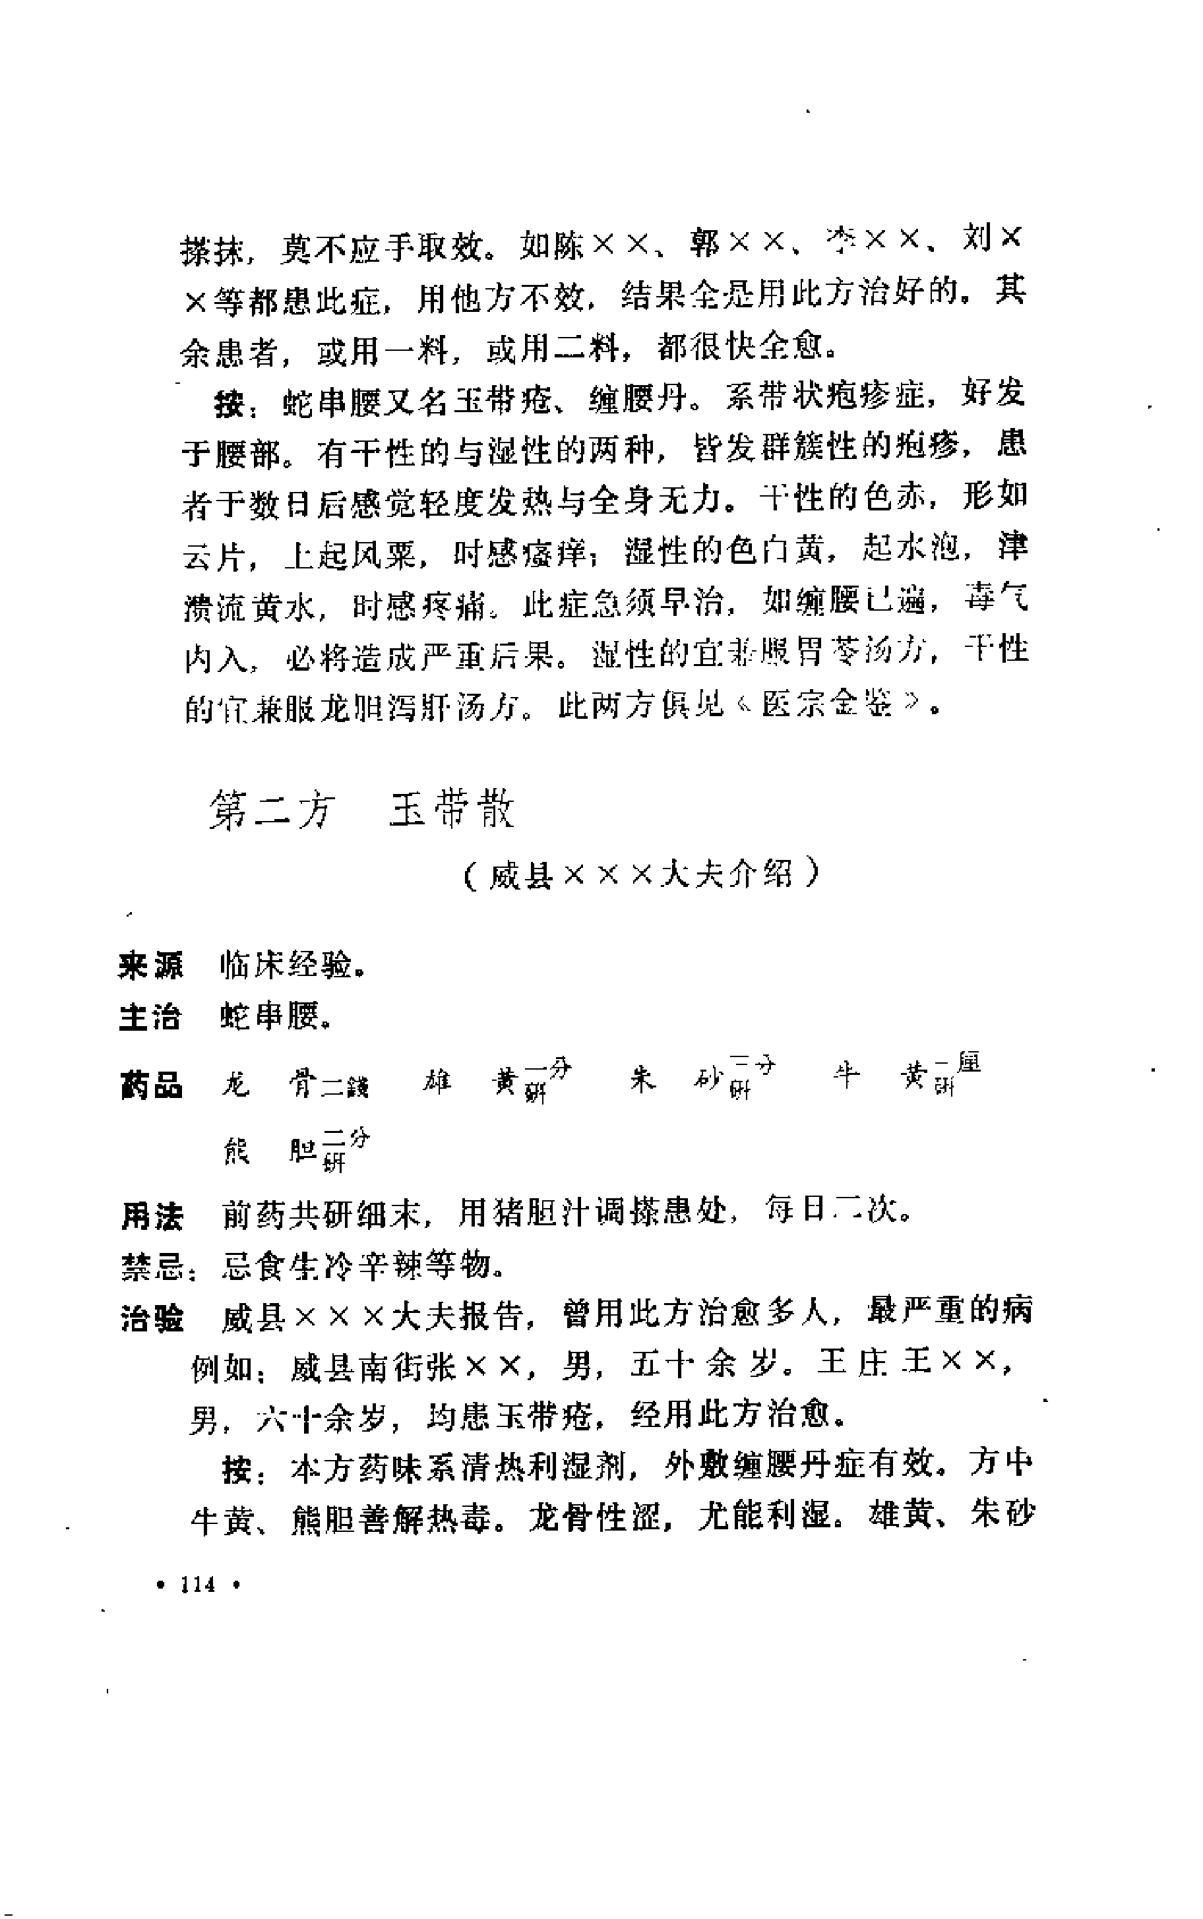 搽抹，莫不应手取效。如陈××、郭××、李××、刘×
×等都患此症，用他方不效，结果全是用此方治好的。其
余患者，或用一料，或用二料，都很快全愈。
按：蛇串腰又名玉带疮、缠腰丹。系带状疱疹症，好发
于腰部。有干性的与湿性的两种，皆发群簇性的疱疹，患
者于数日后感觉轻度发热与全身无力。干性的色赤，形如
云片，上起风粟，时感瘙痒；湿性的色白黄，起水泡，津
溃流黄水，时感疼痛。此症急须早治，如缠腰已遍，毒气
内入，必将造成严重后果。湿性的宜兼服胃苓汤方，干性
的宜兼服龙胆泻肝汤方。此两方俱见《医宗金鉴》。
第二方　玉带散
（威县×××大夫介绍）
来源　临床经验。
主治　蛇串腰。
药品　龙　骨二錢　雄　黄一分研　朱　砂三分研　牛　黄二厘研
熊　胆二分研
用法　前药共研细末，用猪胆汁调搽患处，每日二次。
禁忌：忌食生冷辛辣等物。
治验　威县×××大夫报告，曾用此方治愈多人，最严重的病
例如：威县南街张××，男，五十余岁。王庄王××，
男，六十余岁，均患玉带疮，经用此方治愈。
按：本方药味系清热利湿剂，外敷缠腰丹症有效。方中
牛黄、熊胆善解热毒。龙骨性涩，尤能利湿。雄黄、朱砂
• 114 •